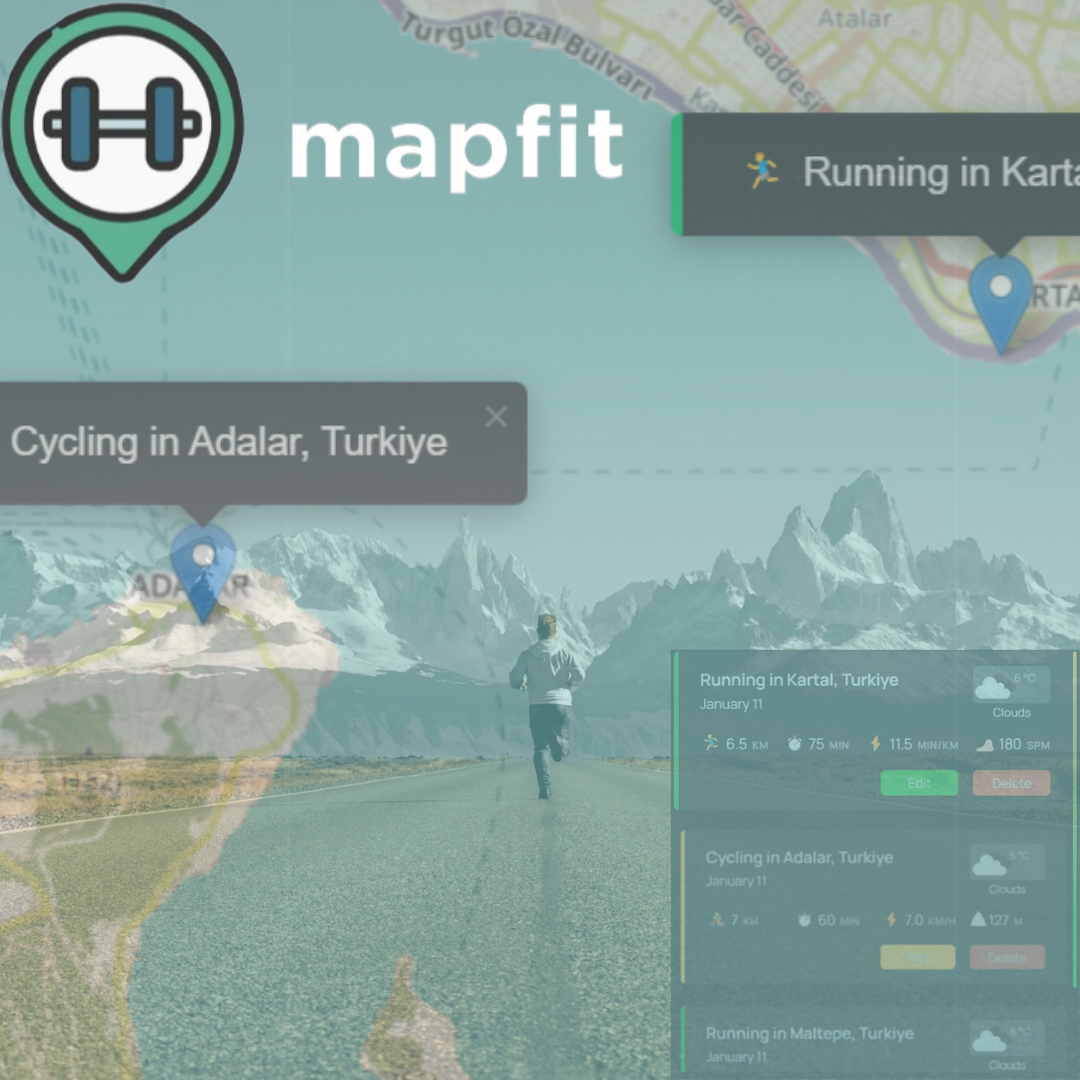 Turgut Özal Bulvarı
Atalar
mapfit
Running in Karta
Cycling in Adalar, Turkiye
×
ADALAR
Running in Kartal, Turkiye
January 11
6 °C
Clouds
6.5 KM 75 MIN 11.5 MIN/KM 180 SPM
Edit Delete
Cycling in Adalar, Turkiye
January 11
5 °C
Clouds
7 KM 60 MIN 7.0 KM/H 127 M
Delete
Running in Maltepe, Turkiye
January 11
6 °C
Clouds